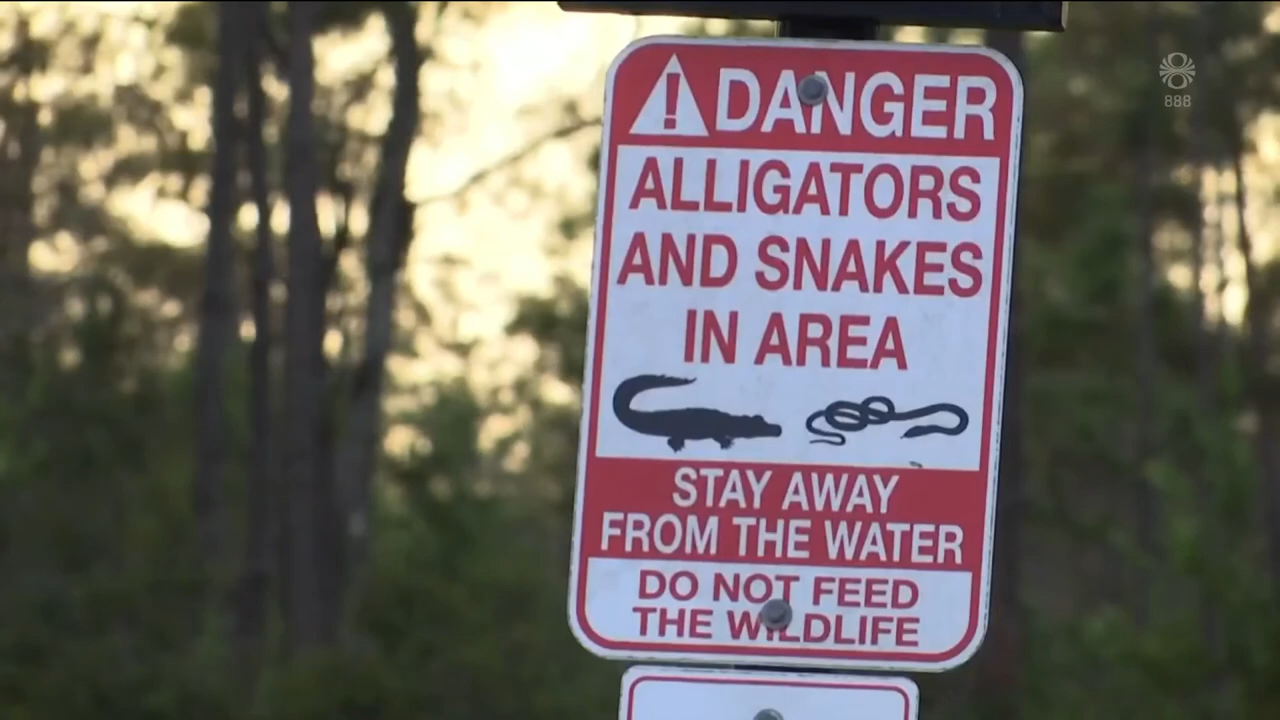 DANGER
ALLIGATORS
AND SNAKES
IN AREA
STAY AWAY
FROM THE WATER
DO NOT FEED
THE WILDLIFE
888